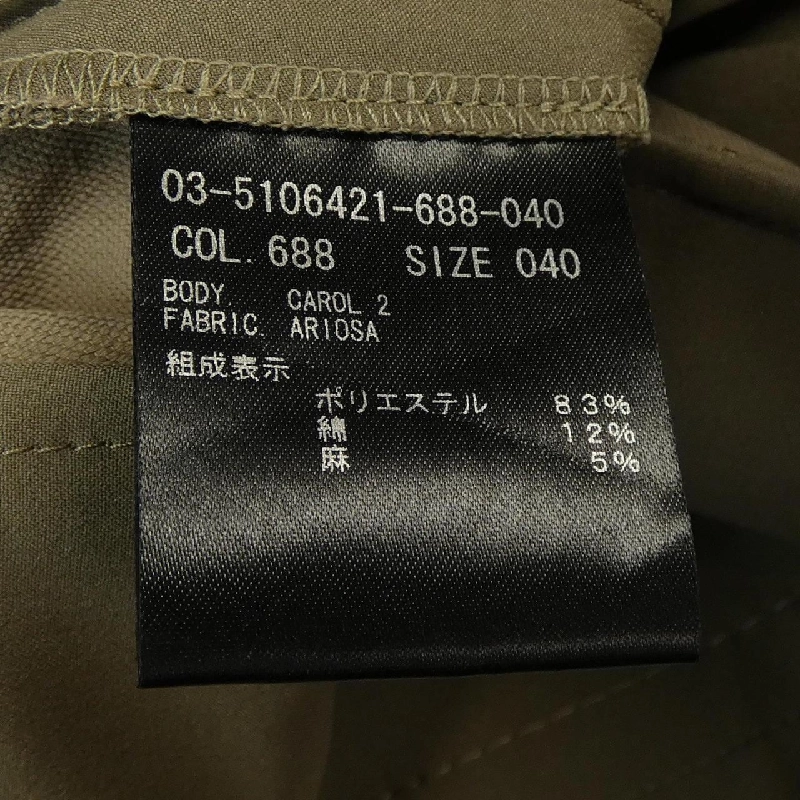 03-5106421-688-040
COL. 688 SIZE 040
BODY. CAROL 2
FABRIC. ARIOSA
組成表示
ポリエステル 83%
綿 12%
麻 5%